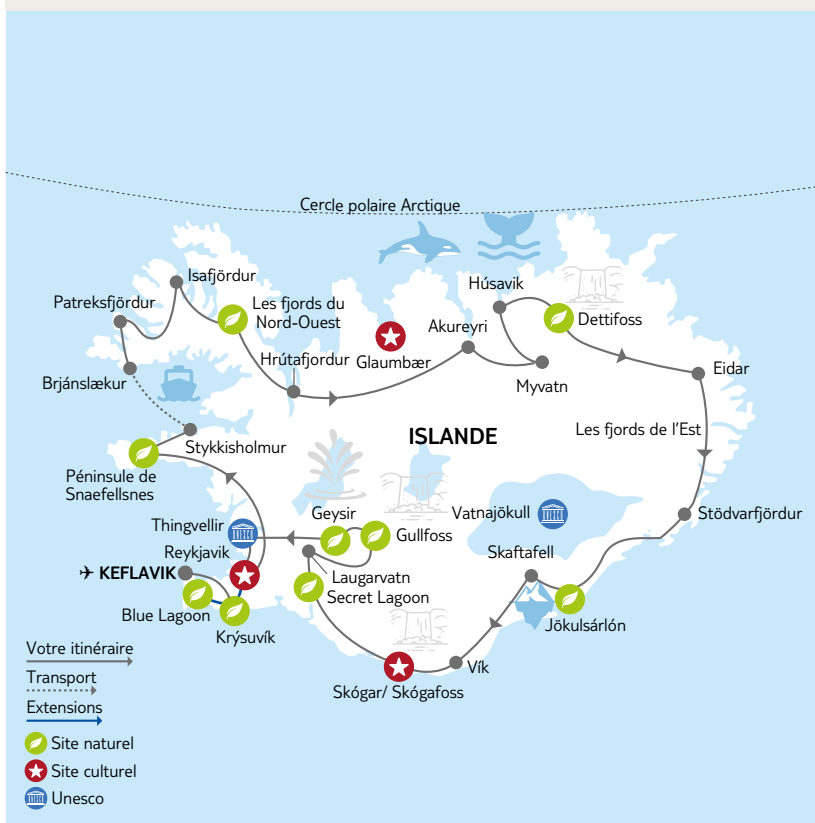 Cercle polaire Arctique
Isafjördur
Húsavik
Patreksfjördur
Les fjords du
Nord-Ouest
Dettifoss
Akureyri
Hrútafjordur
Glaumbær
Brjánslækur
Myvatn
Eidar
Stykkisholmur
ISLANDE
Les fjords de l'Est
Péninsule de
Snaefellsnes
Geysir
Gullfoss
Vatnajökull
Stödvarfjördur
Thingvellir
Reykjavik
Skaftafell
✈ KEFLAVIK
Laugarvatn
Secret Lagoon
Blue Lagoon
Krýsuvík
Jökulsárlón
Vík
Skógar/ Skógafoss
Votre itinéraire
Transport
Extensions
Site naturel
Site culturel
Unesco